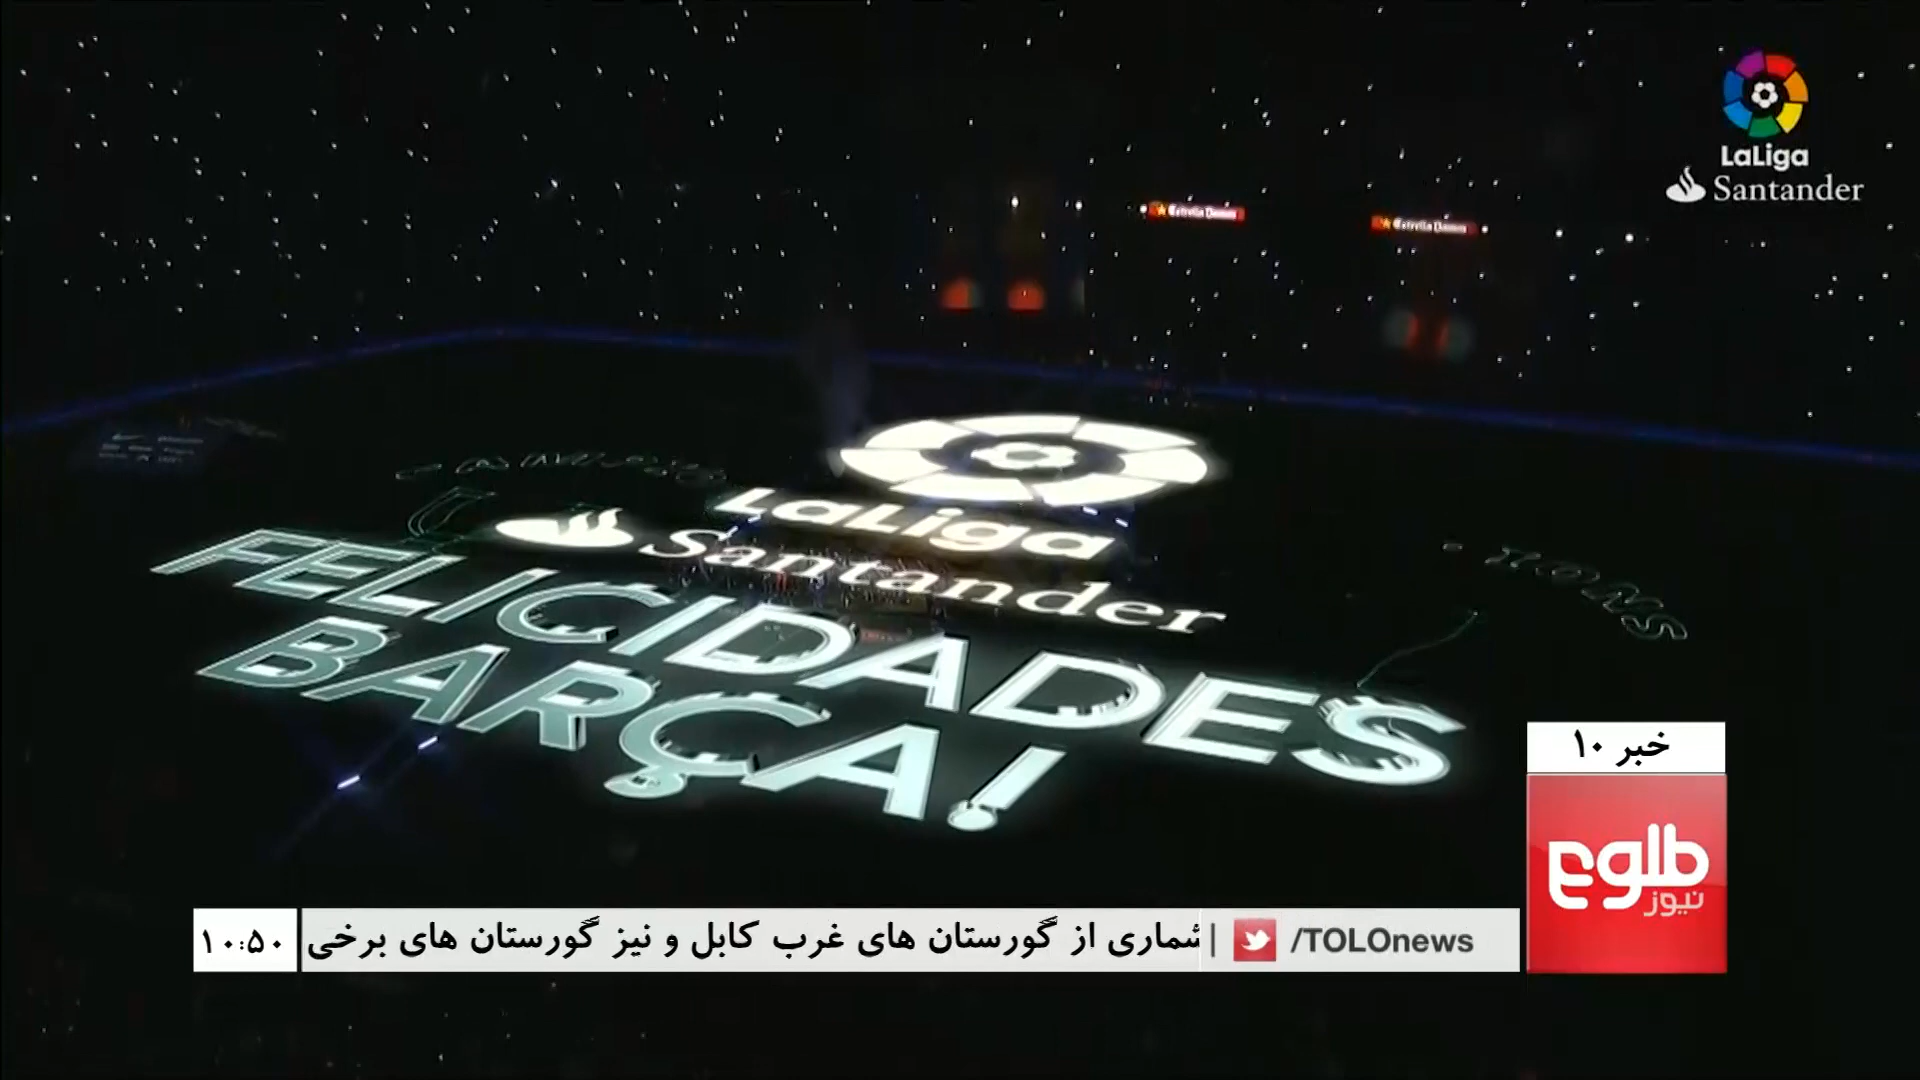 LaLiga
Santander
Estrella Damm
Estrella Damm
LaLiga
Santander
FELICIDADES
BARÇA!
خبر ۱۰
طلوع
نیوز
۱۰:۵۰
شماری از گورستان های غرب کابل و نیز گورستان های برخی
| /TOLOnews